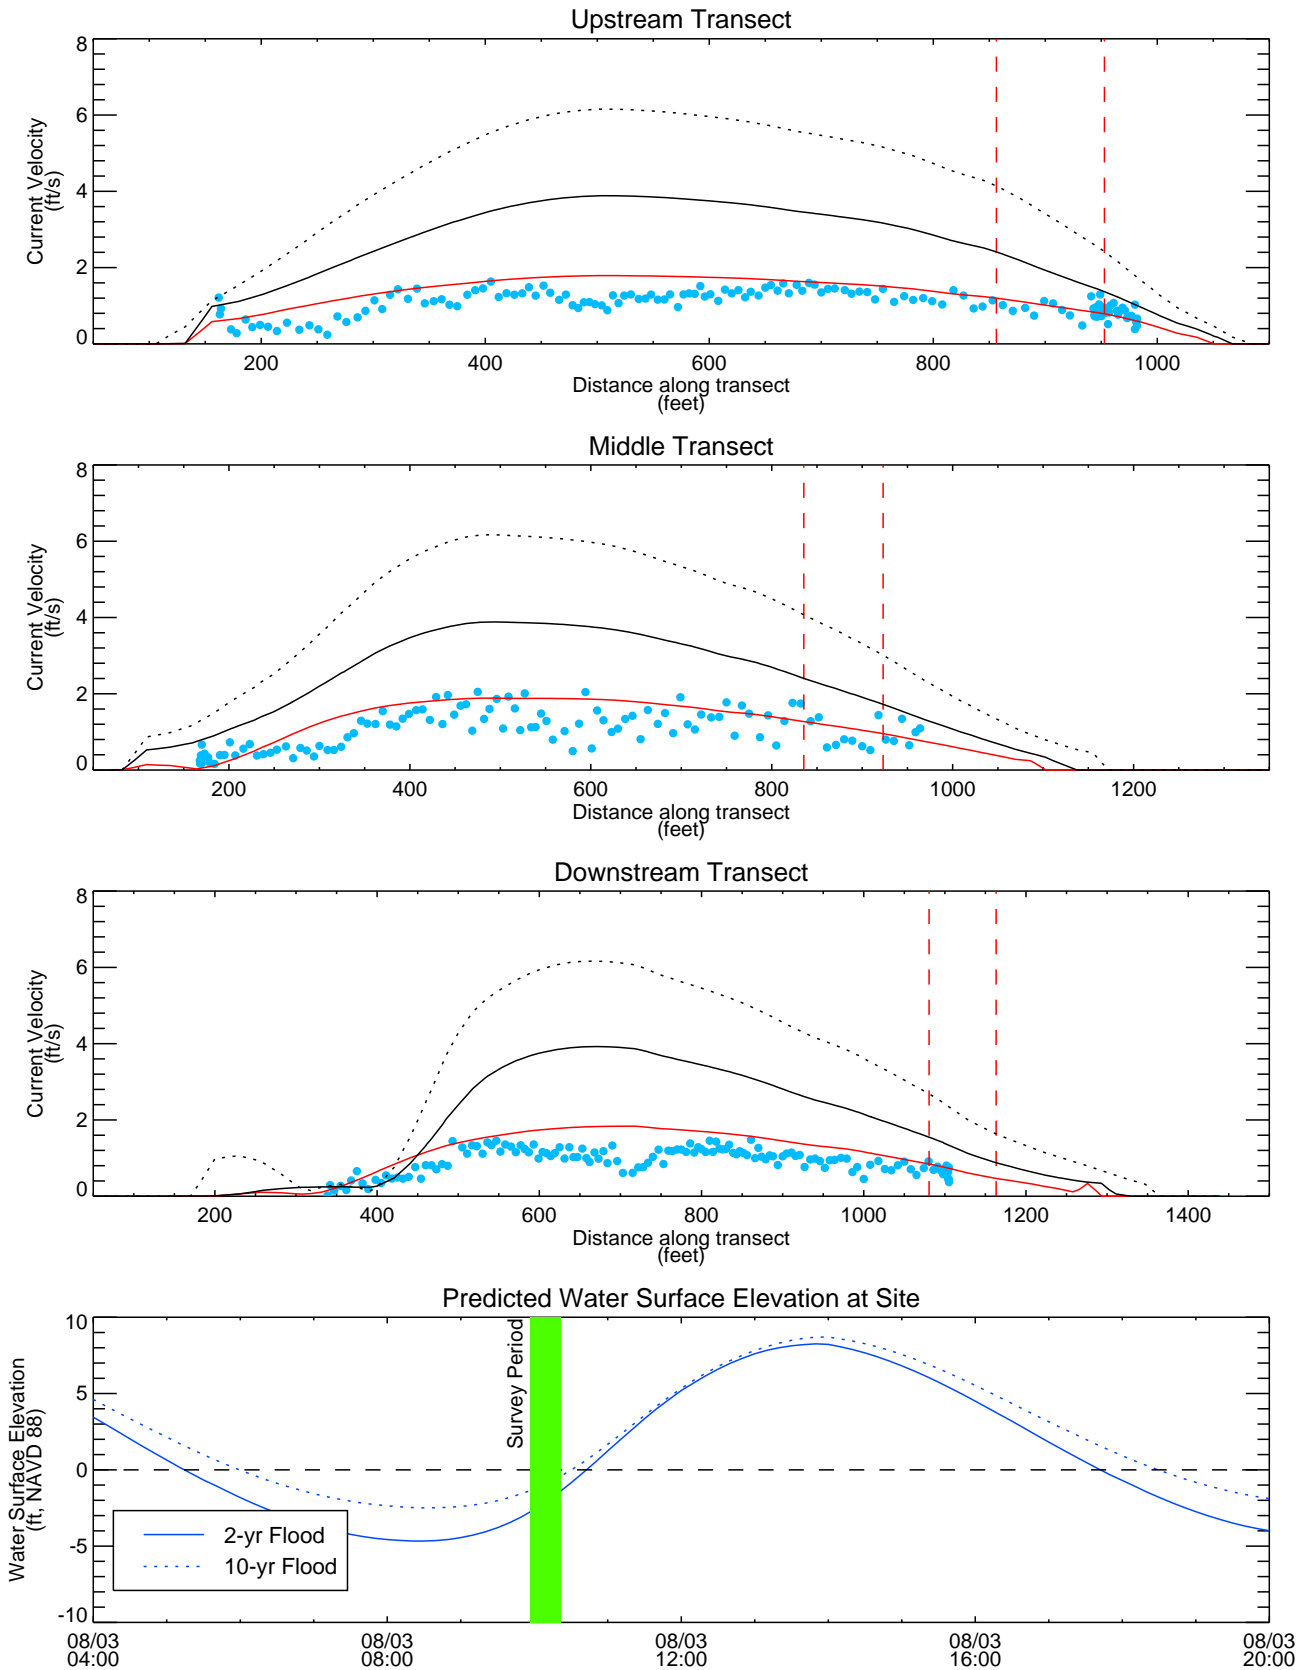 Upstream Transect
8
6
4
2
0
Current Velocity
(ft/s)
200 400 600 800 1000
Distance along transect
(feet)
Middle Transect
8
6
4
2
0
Current Velocity
(ft/s)
200 400 600 800 1000 1200
Distance along transect
(feet)
Downstream Transect
8
6
4
2
0
Current Velocity
(ft/s)
200 400 600 800 1000 1200 1400
Distance along transect
(feet)
Predicted Water Surface Elevation at Site
10
5
0
-5
-10
Water Surface Elevation
(ft, NAVD 88)
Survey Period
2-yr Flood
10-yr Flood
08/03 08/03 08/03 08/03 08/03
04:00 08:00 12:00 16:00 20:00